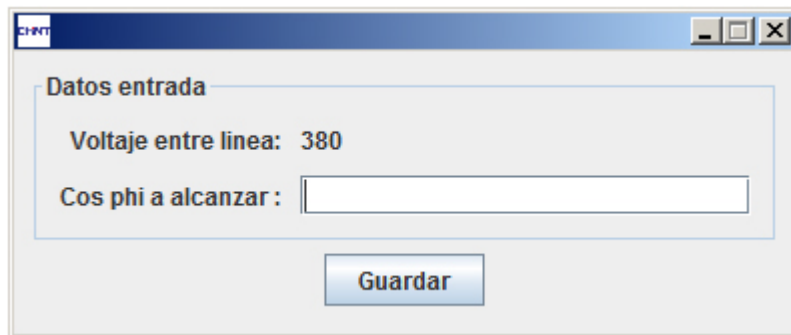 CHNT
Datos entrada
Voltaje entre linea: 380
Cos phi a alcanzar :
Guardar